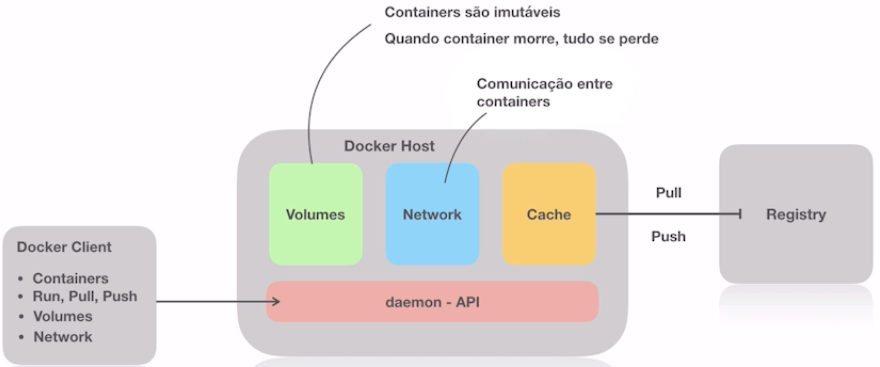 Containers são imutáveis
Quando container morre, tudo se perde
Comunicação entre
containers
Docker Host
Volumes
Network
Cache
Pull
Push
Registry
Docker Client
• Containers
• Run, Pull, Push
• Volumes
• Network
daemon - API